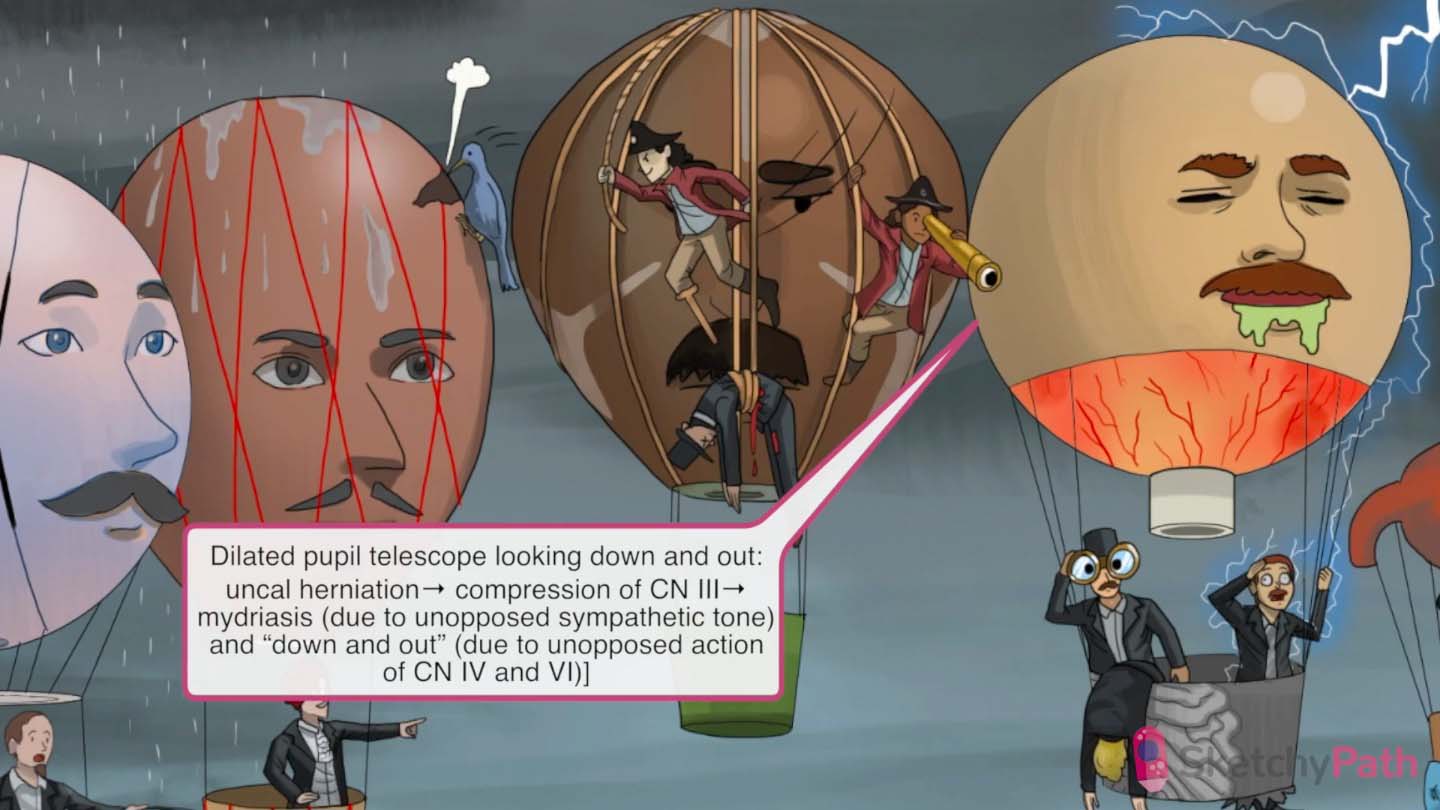 Dilated pupil telescope looking down and out:
uncal herniation→ compression of CN III→
mydriasis (due to unopposed sympathetic tone)
and “down and out” (due to unopposed action
of CN IV and VI)]
SketchyPath